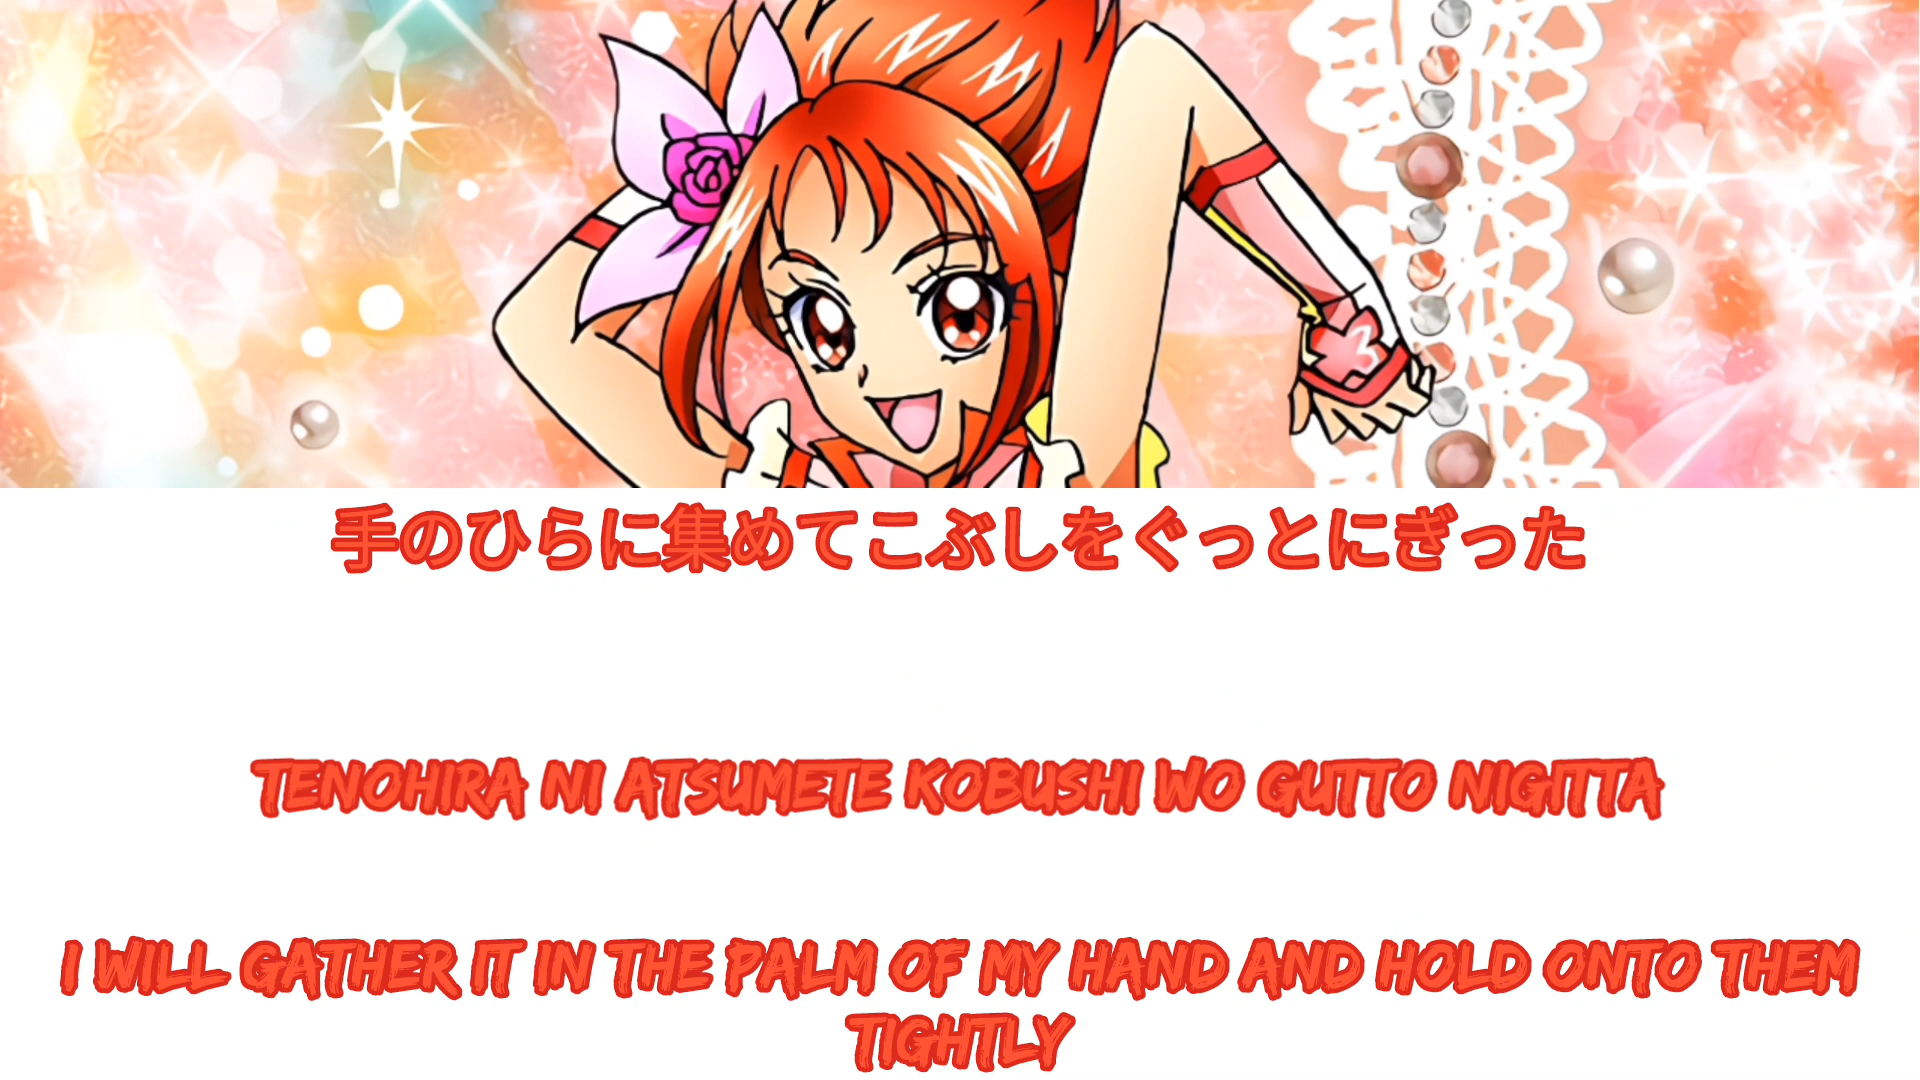 手のひらに集めてこぶしをぐっとにぎった
TENOHIRA NI ATSUMETE KOBUSHI WO GUTTO NIGITTA
I WILL GATHER IT IN THE PALM OF MY HAND AND HOLD ONTO THEM
TIGHTLY